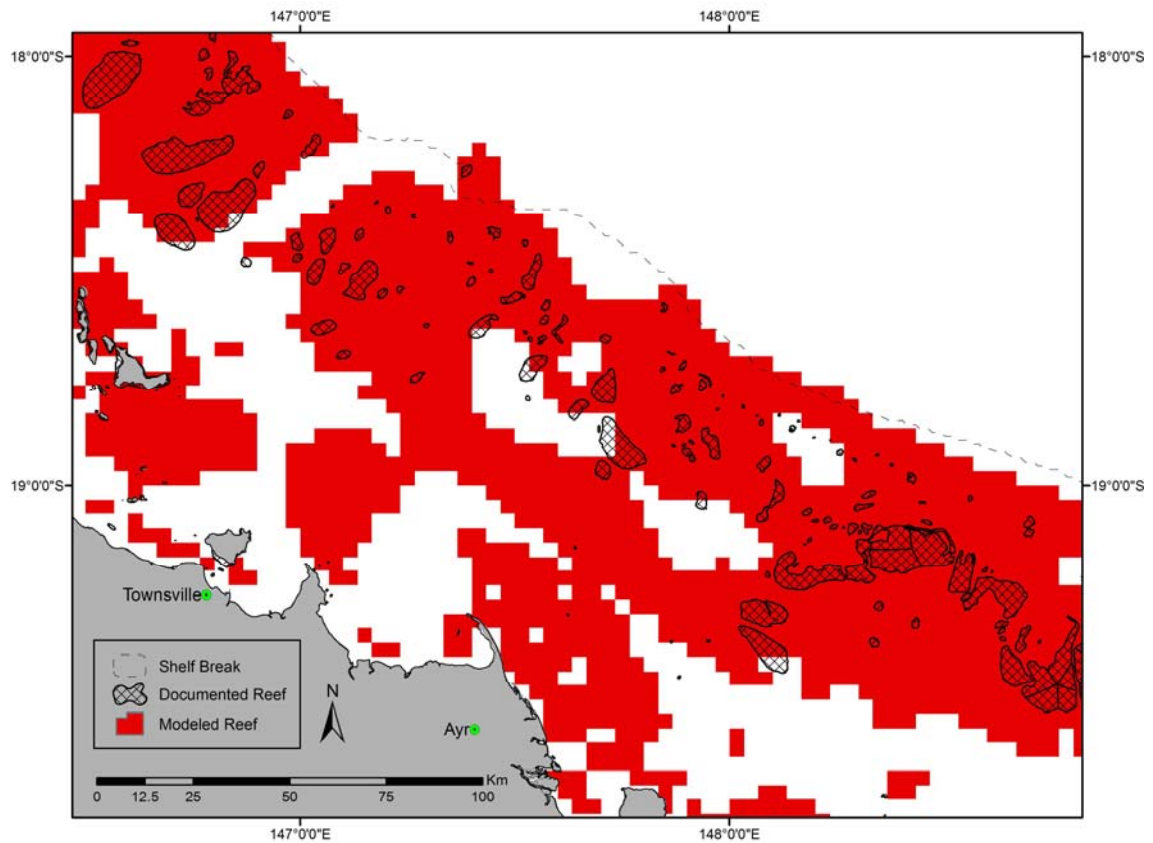 147°0'0"E 148°0'0"E
18°0'0"S 18°0'0"S
19°0'0"S 19°0'0"S
Townsville
Shelf Break
N
Documented Reef
Modeled Reef
Ayr
Km
0 12.5 25 50 75 100
147°0'0"E 148°0'0"E